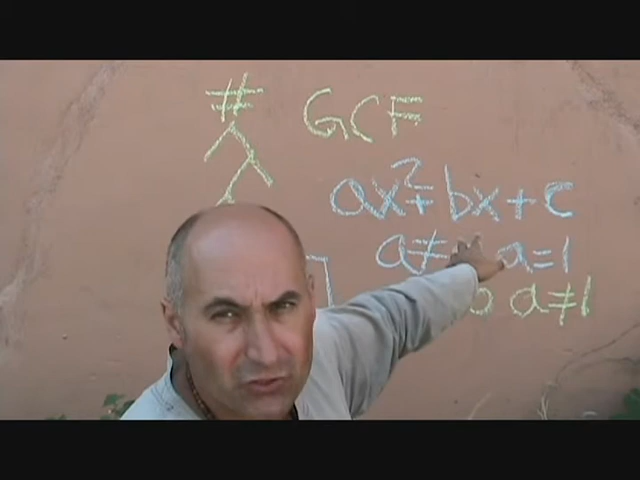 # GCF
ax²+bx+c
a≠ a=1
a≠1